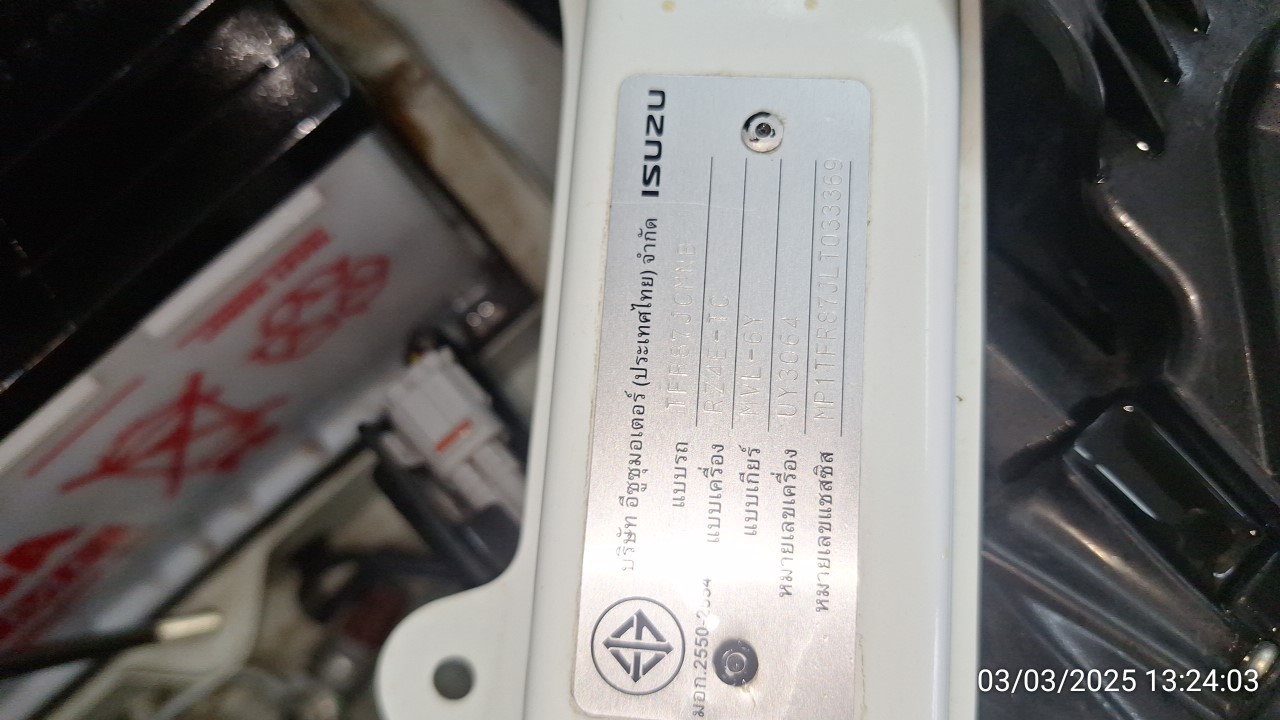 บริษัท อีซูซุมอเตอร์ (ประเทศไทย) จำกัด ISUZU
แบบรถ
แบบเครื่อง RZ4E-TC
แบบเกียร์ MVL-6Y
หมายเลขเครื่อง UY3064
หมายเลขแชสซิส MP1TFR87JLT033369
มอก.2550-2554
03/03/2025 13:24:03